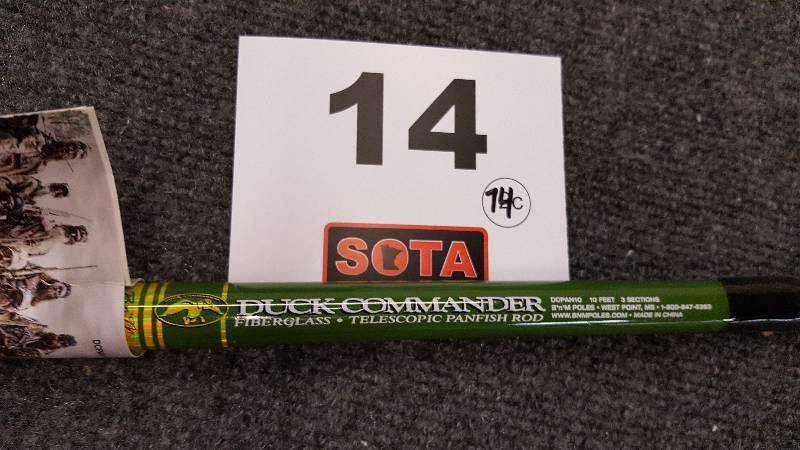 14
14 C
SOTA
DUCK COMMANDER
FIBERGLASS • TELESCOPIC PANFISH ROD
DCPAN10 10 FEET 3 SECTIONS
B'n'M POLES • WEST POINT, MS • 1-800-647-6363
WWW.BNMPOLES.COM • MADE IN CHINA